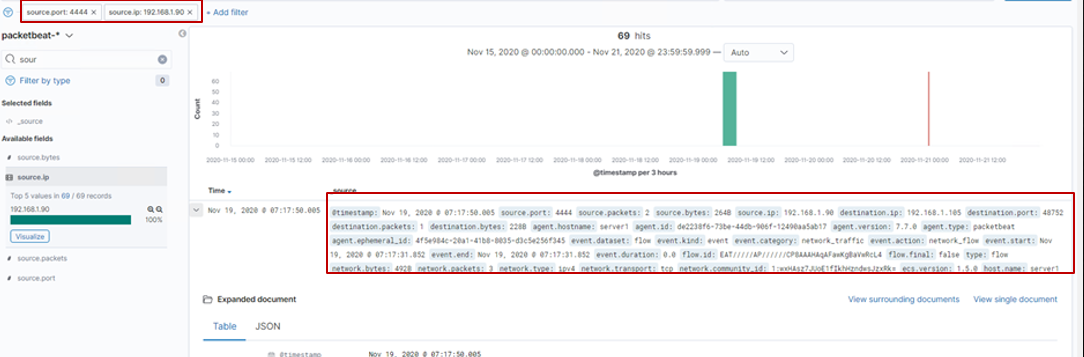 source.port: 4444 × source.ip: 192.168.1.90 × + Add filter
packetbeat-*
sour
Filter by type 0
Selected fields
</> _source
Available fields
# source.bytes
source.ip
Top 5 values in 69 / 69 records
192.168.1.90
100%
Visualize
# source.packets
# source.port
69 hits
Nov 15, 2020 @ 00:00:00.000 - Nov 21, 2020 @ 23:59:59.999 — Auto
Count
60
50
40
30
20
10
0
2020-11-15 00:00 2020-11-15 12:00 2020-11-16 00:00 2020-11-16 12:00 2020-11-17 00:00 2020-11-17 12:00 2020-11-18 00:00 2020-11-18 12:00 2020-11-19 00:00 2020-11-19 12:00 2020-11-20 00:00 2020-11-20 12:00 2020-11-21 00:00 2020-11-21 12:00
@timestamp per 3 hours
Time _source
Nov 19, 2020 @ 07:17:50.005
@timestamp: Nov 19, 2020 @ 07:17:50.005 source.port: 4444 source.packets: 2 source.bytes: 264B source.ip: 192.168.1.90 destination.ip: 192.168.1.105 destination.port: 48752
destination.packets: 1 destination.bytes: 228B agent.hostname: server1 agent.id: de2238f6-73be-44db-906f-12490aa5ab17 agent.version: 7.7.0 agent.type: packetbeat
agent.ephemeral_id: 4f5e984c-20a1-41b8-8035-d3c5e256f345 event.dataset: flow event.kind: event event.category: network_traffic event.action: network_flow event.start: Nov
19, 2020 @ 07:17:31.852 event.end: Nov 19, 2020 @ 07:17:31.852 event.duration: 0.0 flow.id: flow.final: false type: flow
network.bytes: 492B network.packets: 3 network.type: ipv4 network.transport: tcp network.community_id: ecs.version: 1.5.0 host.name: server1
Expanded document
View surrounding documents
View single document
Table
JSON
@timestamp
Nov 19, 2020 @ 07:17:50.005